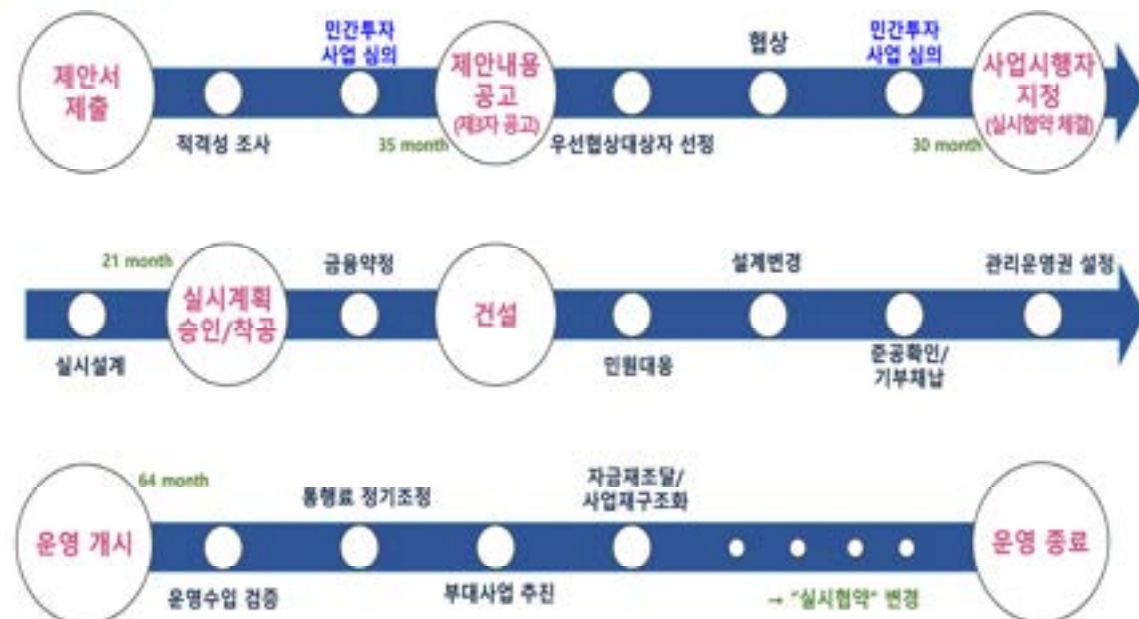 제안서
제출
적격성 조사
민간투자
사업 심의
35 month
제안내용
공고
(제3자 공고)
우선협상대상자 선정
협상
민간투자
사업 심의
30 month
사업시행자
지정
(실시협약 체결)
실시설계
21 month
실시계획
승인/착공
금융약정
건설
민원대응
설계변경
준공확인/
기부채납
관리운영권 설정
운영 개시
64 month
운영수입 검증
통행료 정기조정
부대사업 추진
자금재조달/
사업재구조화
→ "실시협약" 변경
운영 종료